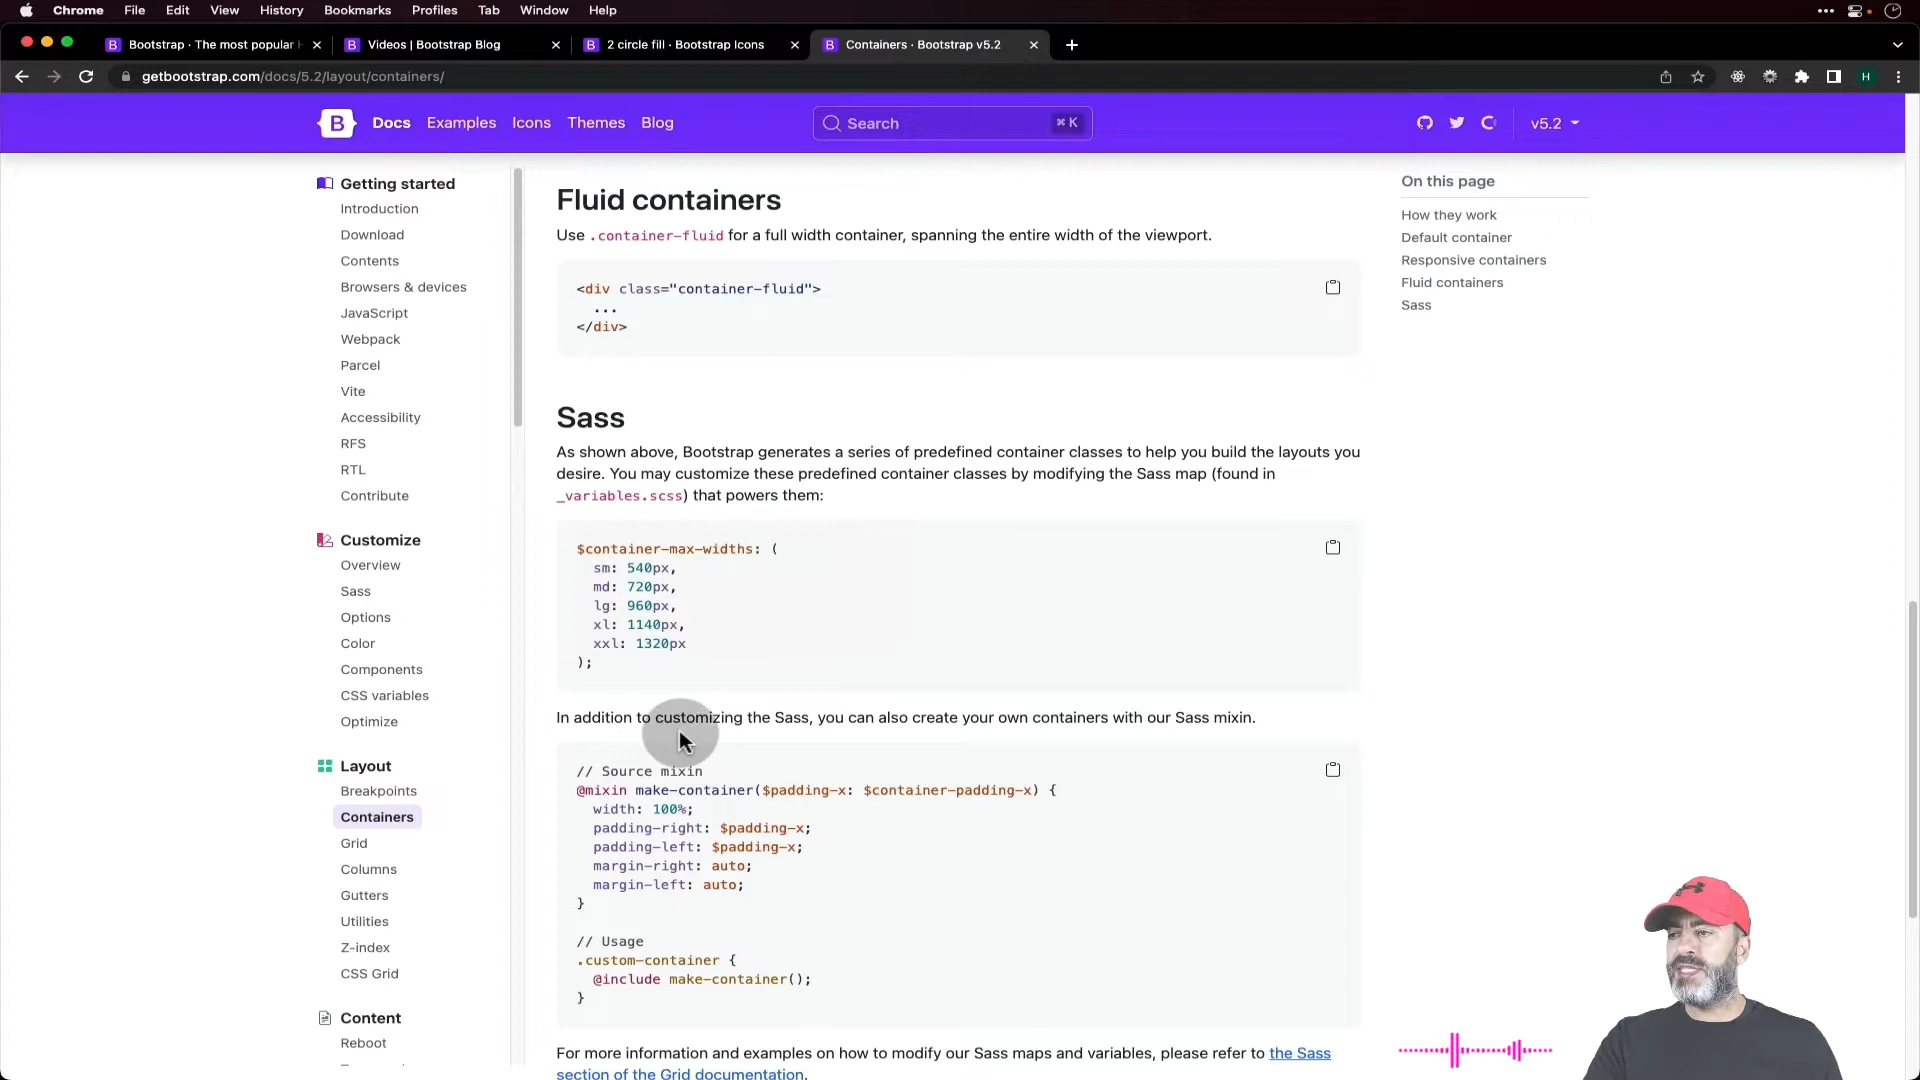 Chrome File Edit View History Bookmarks Profiles Tab Window Help
Bootstrap · The most popular H
Videos | Bootstrap Blog
2 circle fill · Bootstrap Icons
Containers · Bootstrap v5.2
getbootstrap.com/docs/5.2/layout/containers/
H
B Docs Examples Icons Themes Blog
Search ⌘ K
v5.2
Getting started
Introduction
Download
Contents
Browsers & devices
JavaScript
Webpack
Parcel
Vite
Accessibility
RFS
RTL
Contribute
Customize
Overview
Sass
Options
Color
Components
CSS variables
Optimize
Layout
Breakpoints
Containers
Grid
Columns
Gutters
Utilities
Z-index
CSS Grid
Content
Reboot
Fluid containers
Use .container-fluid for a full width container, spanning the entire width of the viewport.
<div class="container-fluid">
...
</div>
Sass
As shown above, Bootstrap generates a series of predefined container classes to help you build the layouts you
desire. You may customize these predefined container classes by modifying the Sass map (found in
_variables.scss) that powers them:
$container-max-widths: (
sm: 540px,
md: 720px,
lg: 960px,
xl: 1140px,
xxl: 1320px
);
In addition to customizing the Sass, you can also create your own containers with our Sass mixin.
// Source mixin
@mixin make-container($padding-x: $container-padding-x) {
width: 100%;
padding-right: $padding-x;
padding-left: $padding-x;
margin-right: auto;
margin-left: auto;
}
// Usage
.custom-container {
@include make-container();
}
For more information and examples on how to modify our Sass maps and variables, please refer to the Sass
section of the Grid documentation.
On this page
How they work
Default container
Responsive containers
Fluid containers
Sass